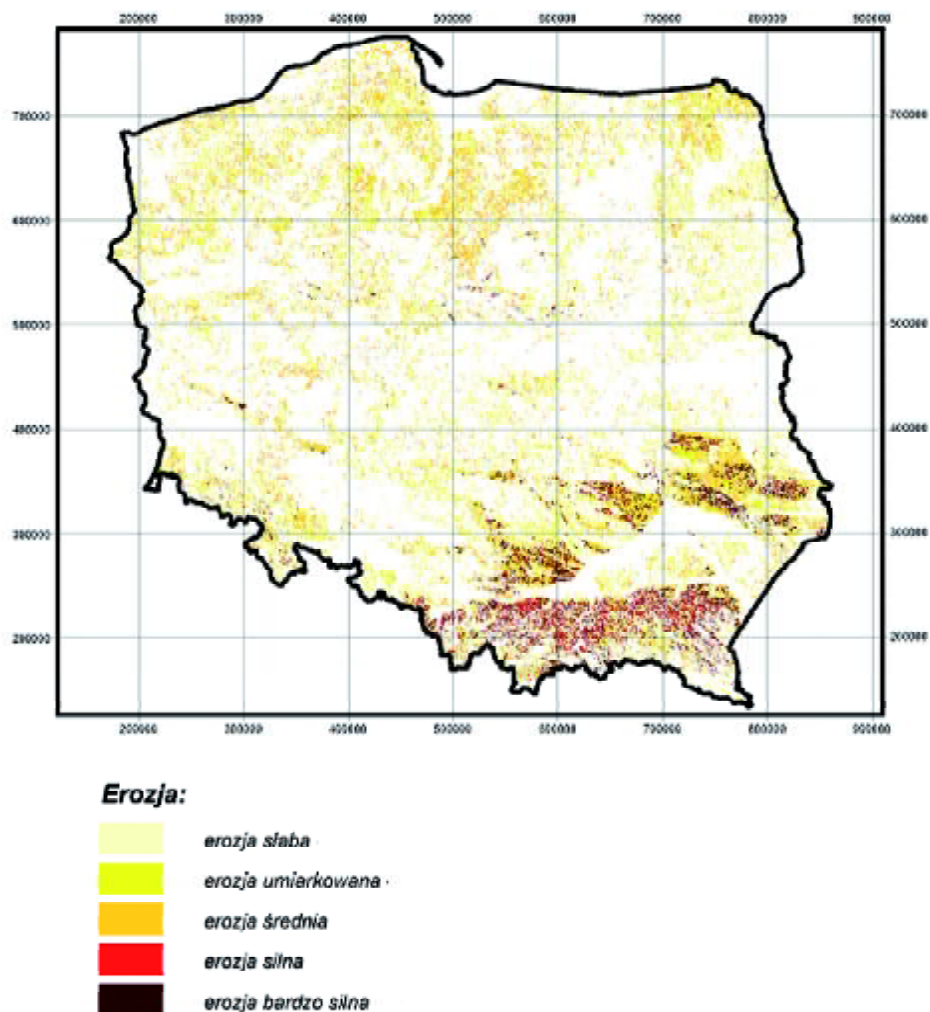 200000 300000 400000 500000 600000 700000 800000 900000
700000 700000
600000 600000
500000 500000
400000 400000
300000 300000
200000 200000
200000 300000 400000 500000 600000 700000 800000 900000
Erozja:
erozja słaba
erozja umiarkowana
erozja średnia
erozja silna
erozja bardzo silna